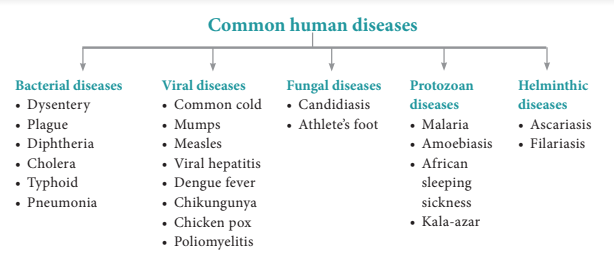 Common human diseases
Bacterial diseases
• Dysentery
• Plague
• Diphtheria
• Cholera
• Typhoid
• Pneumonia
Viral diseases
• Common cold
• Mumps
• Measles
• Viral hepatitis
• Dengue fever
• Chikungunya
• Chicken pox
• Poliomyelitis
Fungal diseases
• Candidiasis
• Athlete's foot
Protozoan
diseases
• Malaria
• Amoebiasis
• African
sleeping
sickness
• Kala-azar
Helminthic
diseases
• Ascariasis
• Filariasis